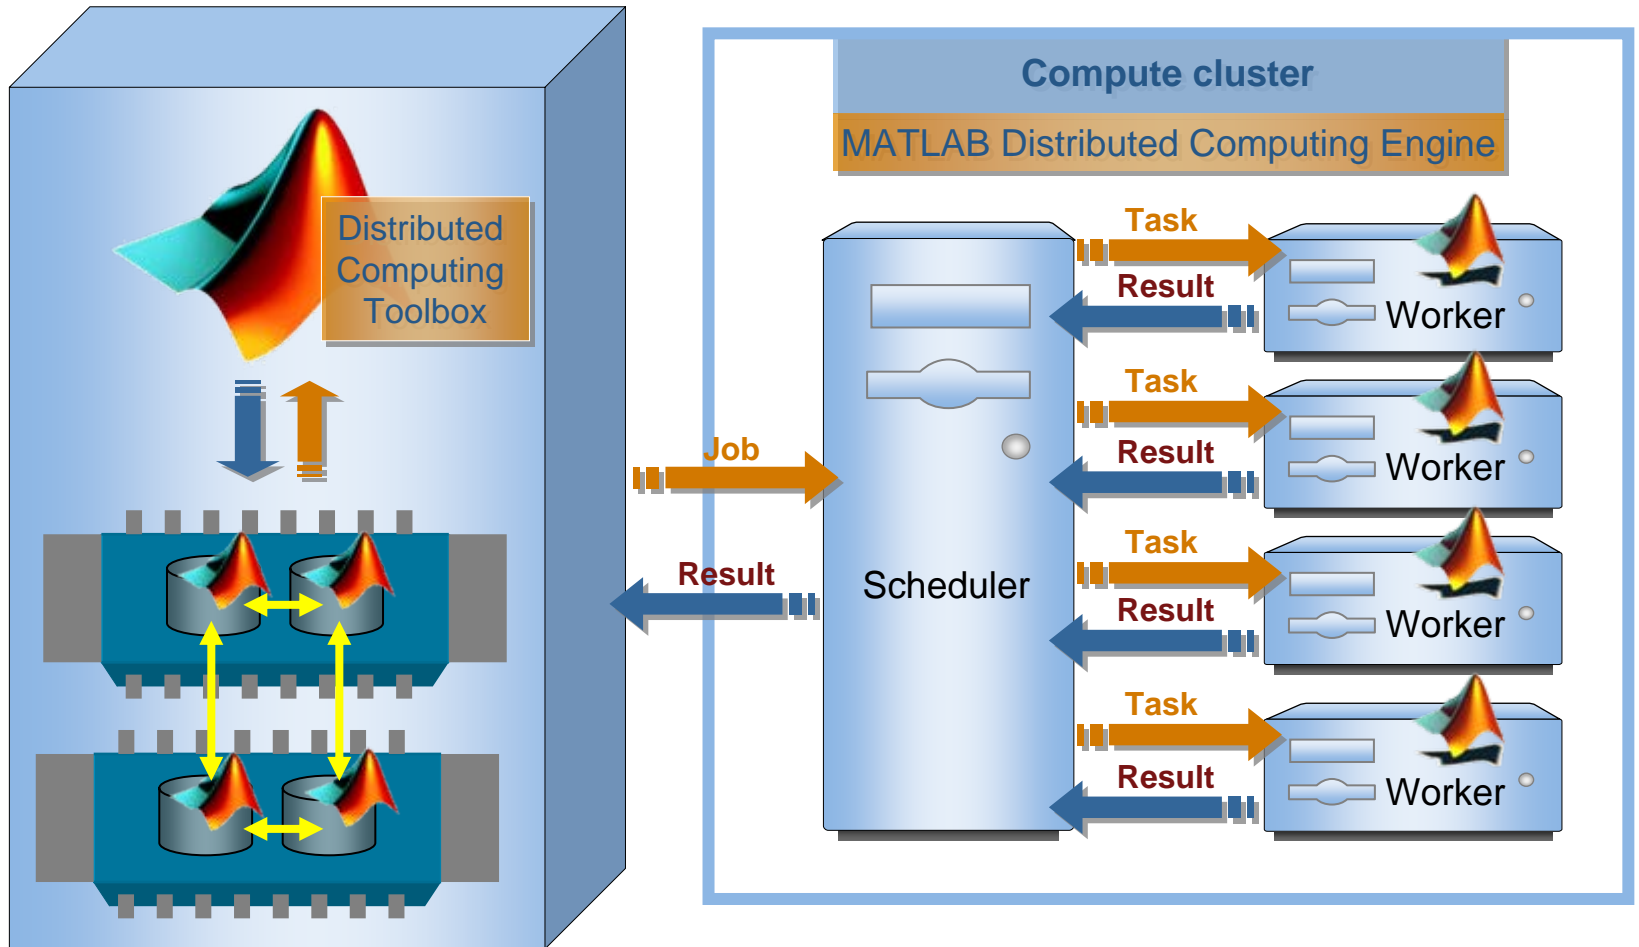 Distributed
Computing
Toolbox
Job
Result
Compute cluster
MATLAB Distributed Computing Engine
Scheduler
Task
Result
Worker
Task
Result
Worker
Task
Result
Worker
Task
Result
Worker